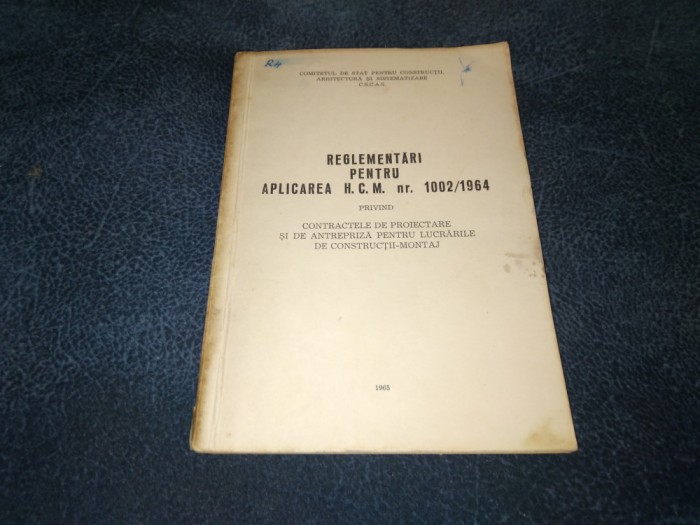 COMITETUL DE STAT PENTRU CONSTRUCȚII,
ARHITECTURĂ ȘI SISTEMATIZARE
C.S.C.A.S.
REGLEMENTĂRI
PENTRU
APLICAREA H.C.M. nr. 1002/1964
PRIVIND
CONTRACTELE DE PROIECTARE
ȘI DE ANTREPRIZĂ PENTRU LUCRĂRILE
DE CONSTRUCȚII-MONTAJ
1965